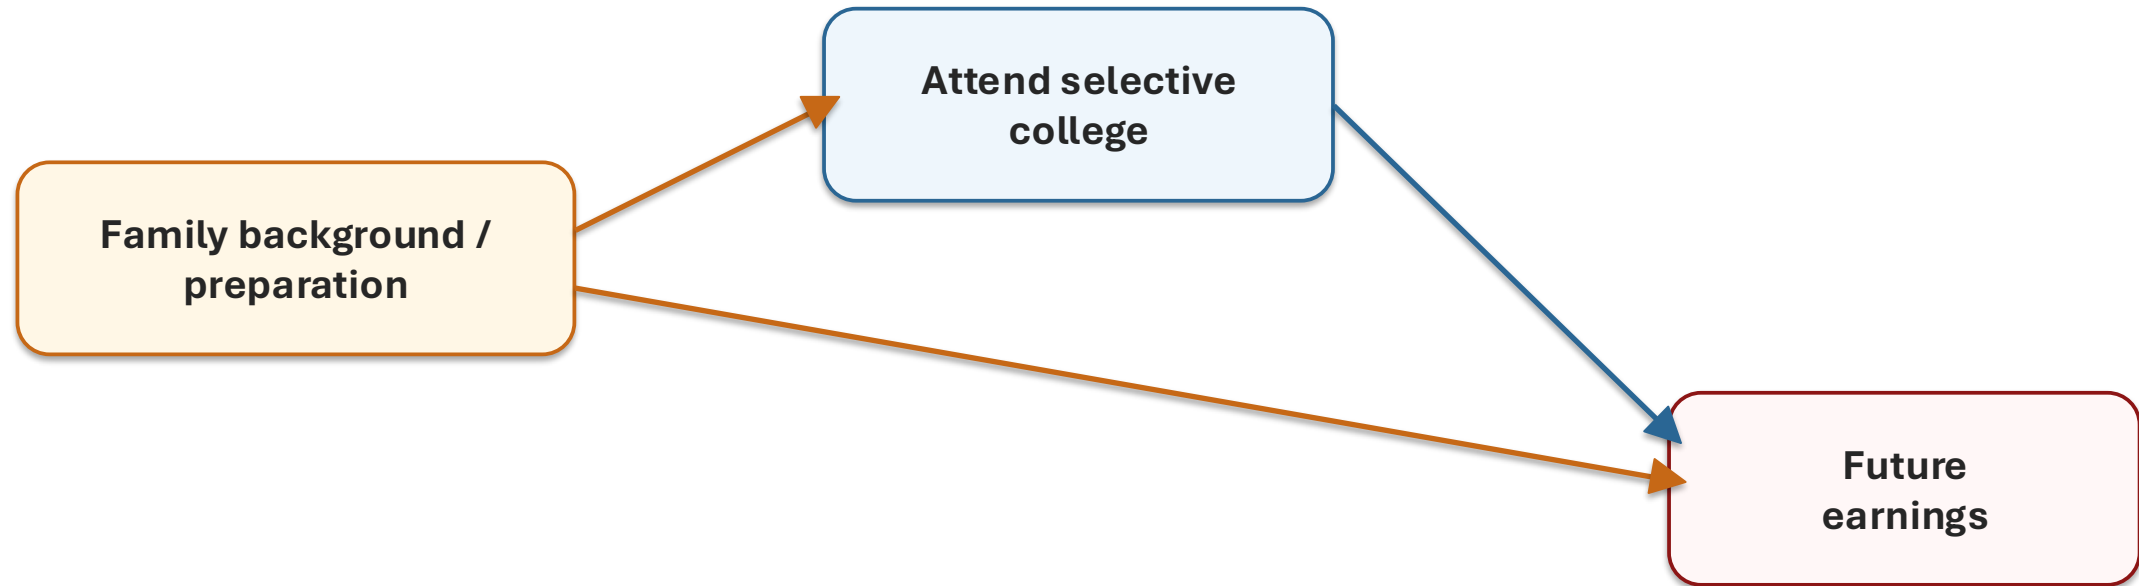 Attend selective
college
Family background /
preparation
Future
earnings